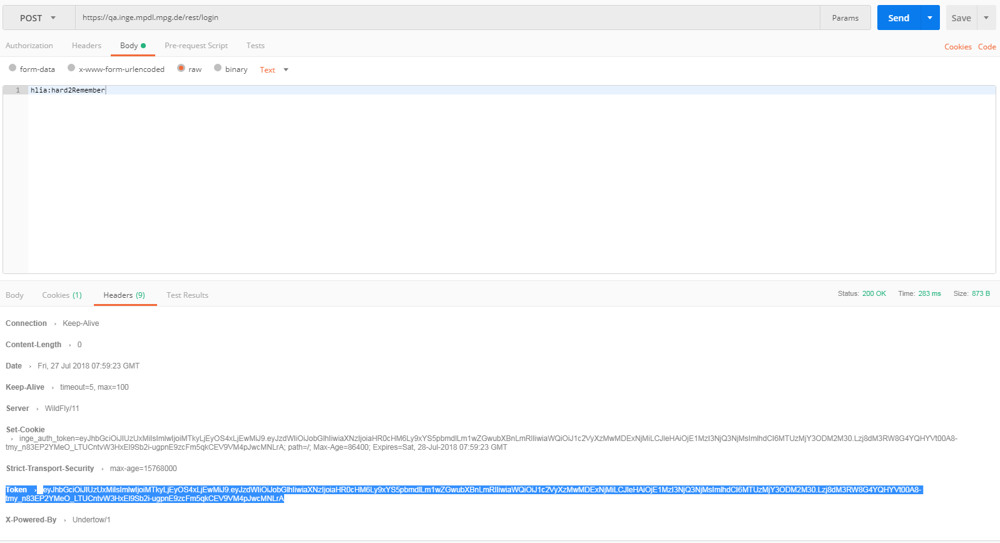 POST https://qa.inge.mpdl.mpg.de/rest/login Params Send Save
Authorization Headers Body Pre-request Script Tests Cookies Code
form-data x-www-form-urlencoded raw binary Text
1 hlia:hard2Remember
Body Cookies (1) Headers (9) Test Results Status: 200 OK Time: 283 ms Size: 873 B
Connection › Keep-Alive
Content-Length › 0
Date › Fri, 27 Jul 2018 07:59:23 GMT
Keep-Alive › timeout=5, max=100
Server › WildFly/11
Set-Cookie
› inge_auth_token=eyJhbGciOiJIUzUxMiIsImlwIjoiMTkyLjEyOS4xLjEwMiJ9.eyJzdWIiOiJobGlhIiwiaXNzIjoiaHR0cHM6Ly9xYS5pbmdlLm1wZGwubXBnLmRlIiwiaWQiOiJ1c2VyXzMwMDExNjMiLCJleHAiOjE1MzI3NjQ3NjMsImlhdCI6MTUzMjY3ODM2M30.Lzj8dM3RW8G4YQHYVt00A8-
tmy_n83EP2YMeO_LTUCntvW3HxEI9Sb2i-ugpnE9zcFm5qkCEV9VM4pJwcMNLrA; path=/; Max-Age=86400; Expires=Sat, 28-Jul-2018 07:59:23 GMT
Strict-Transport-Security › max-age=15768000
Token › eyJhbGciOiJIUzUxMiIsImlwIjoiMTkyLjEyOS4xLjEwMiJ9.eyJzdWIiOiJobGlhIiwiaXNzIjoiaHR0cHM6Ly9xYS5pbmdlLm1wZGwubXBnLmRlIiwiaWQiOiJ1c2VyXzMwMDExNjMiLCJleHAiOjE1MzI3NjQ3NjMsImlhdCI6MTUzMjY3ODM2M30.Lzj8dM3RW8G4YQHYVt00A8-
tmy_n83EP2YMeO_LTUCntvW3HxEI9Sb2i-ugpnE9zcFm5qkCEV9VM4pJwcMNLrA
X-Powered-By › Undertow/1